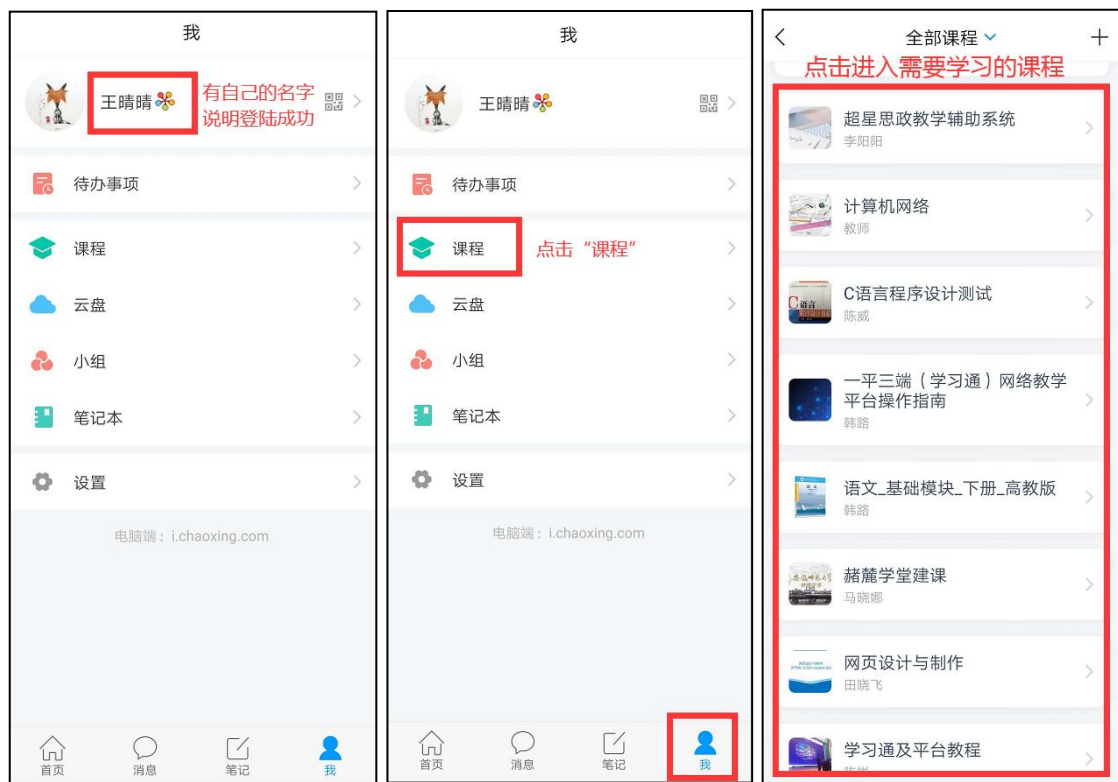 我
王晴晴
有自己的名字
说明登陆成功
待办事项
课程
云盘
小组
笔记本
设置
电脑端：i.chaoxing.com
首页
消息
笔记
我
我
王晴晴
待办事项
课程
点击“课程”
云盘
小组
笔记本
设置
电脑端：i.chaoxing.com
首页
消息
笔记
我
全部课程
点击进入需要学习的课程
超星思政教学辅助系统
李阳阳
计算机网络
教师
C语言程序设计测试
陈威
一平三端（学习通）网络教学
平台操作指南
韩路
语文_基础模块_下册_高教版
韩路
赭麓学堂建课
马晓娜
网页设计与制作
田晓飞
学习通及平台教程